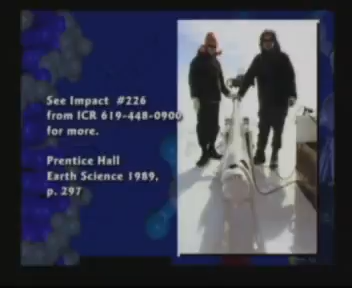 See Impact #226
from ICR 619-448-0900
for more.
Prentice Hall
Earth Science 1989,
p. 297